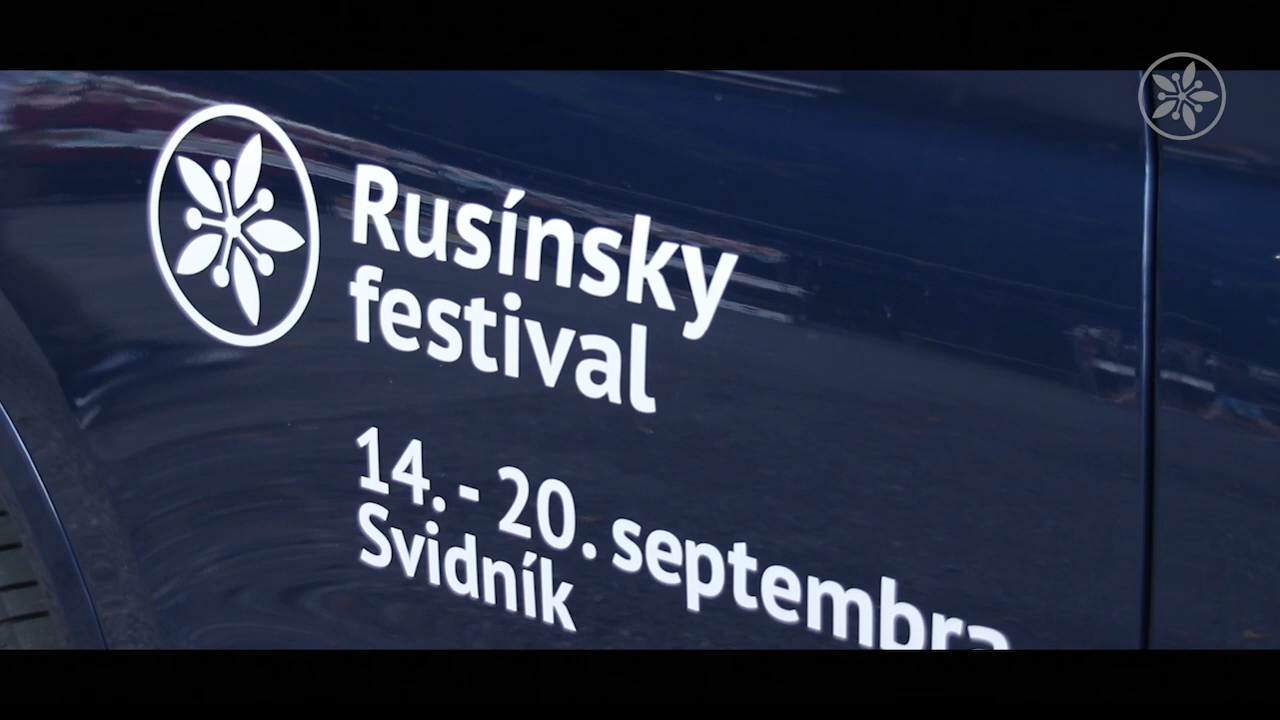 Rusínsky
festival
14. - 20. septembra
Svidník